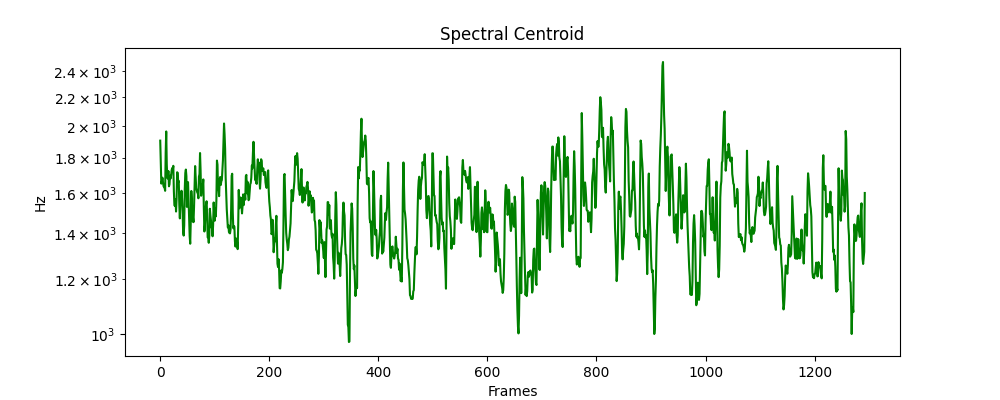 Spectral Centroid
2.4 × 10³
2.2 × 10³
2 × 10³
1.8 × 10³
1.6 × 10³
1.4 × 10³
1.2 × 10³
10³
Hz
0 200 400 600 800 1000 1200
Frames